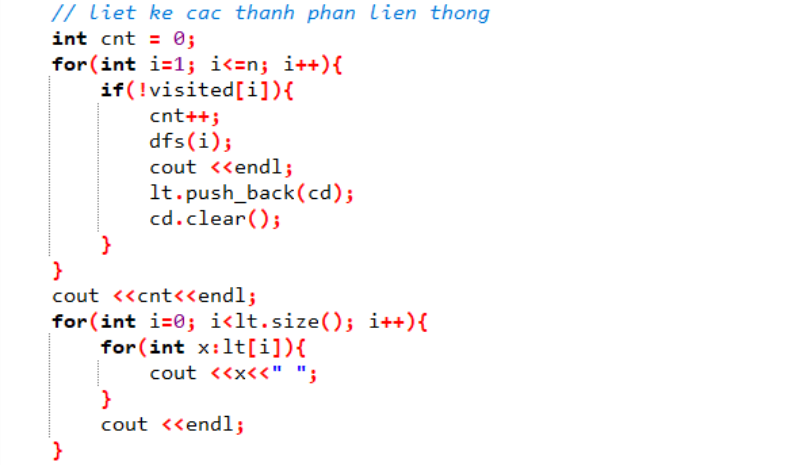 // liet ke cac thanh phan lien thong
int cnt = 0;
for(int i=1; i<=n; i++){
if(!visited[i]){
cnt++;
dfs(i);
cout <<endl;
lt.push_back(cd);
cd.clear();
}
}
cout <<cnt<<endl;
for(int i=0; i<lt.size(); i++){
for(int x:lt[i]){
cout <<x<<" ";
}
cout <<endl;
}